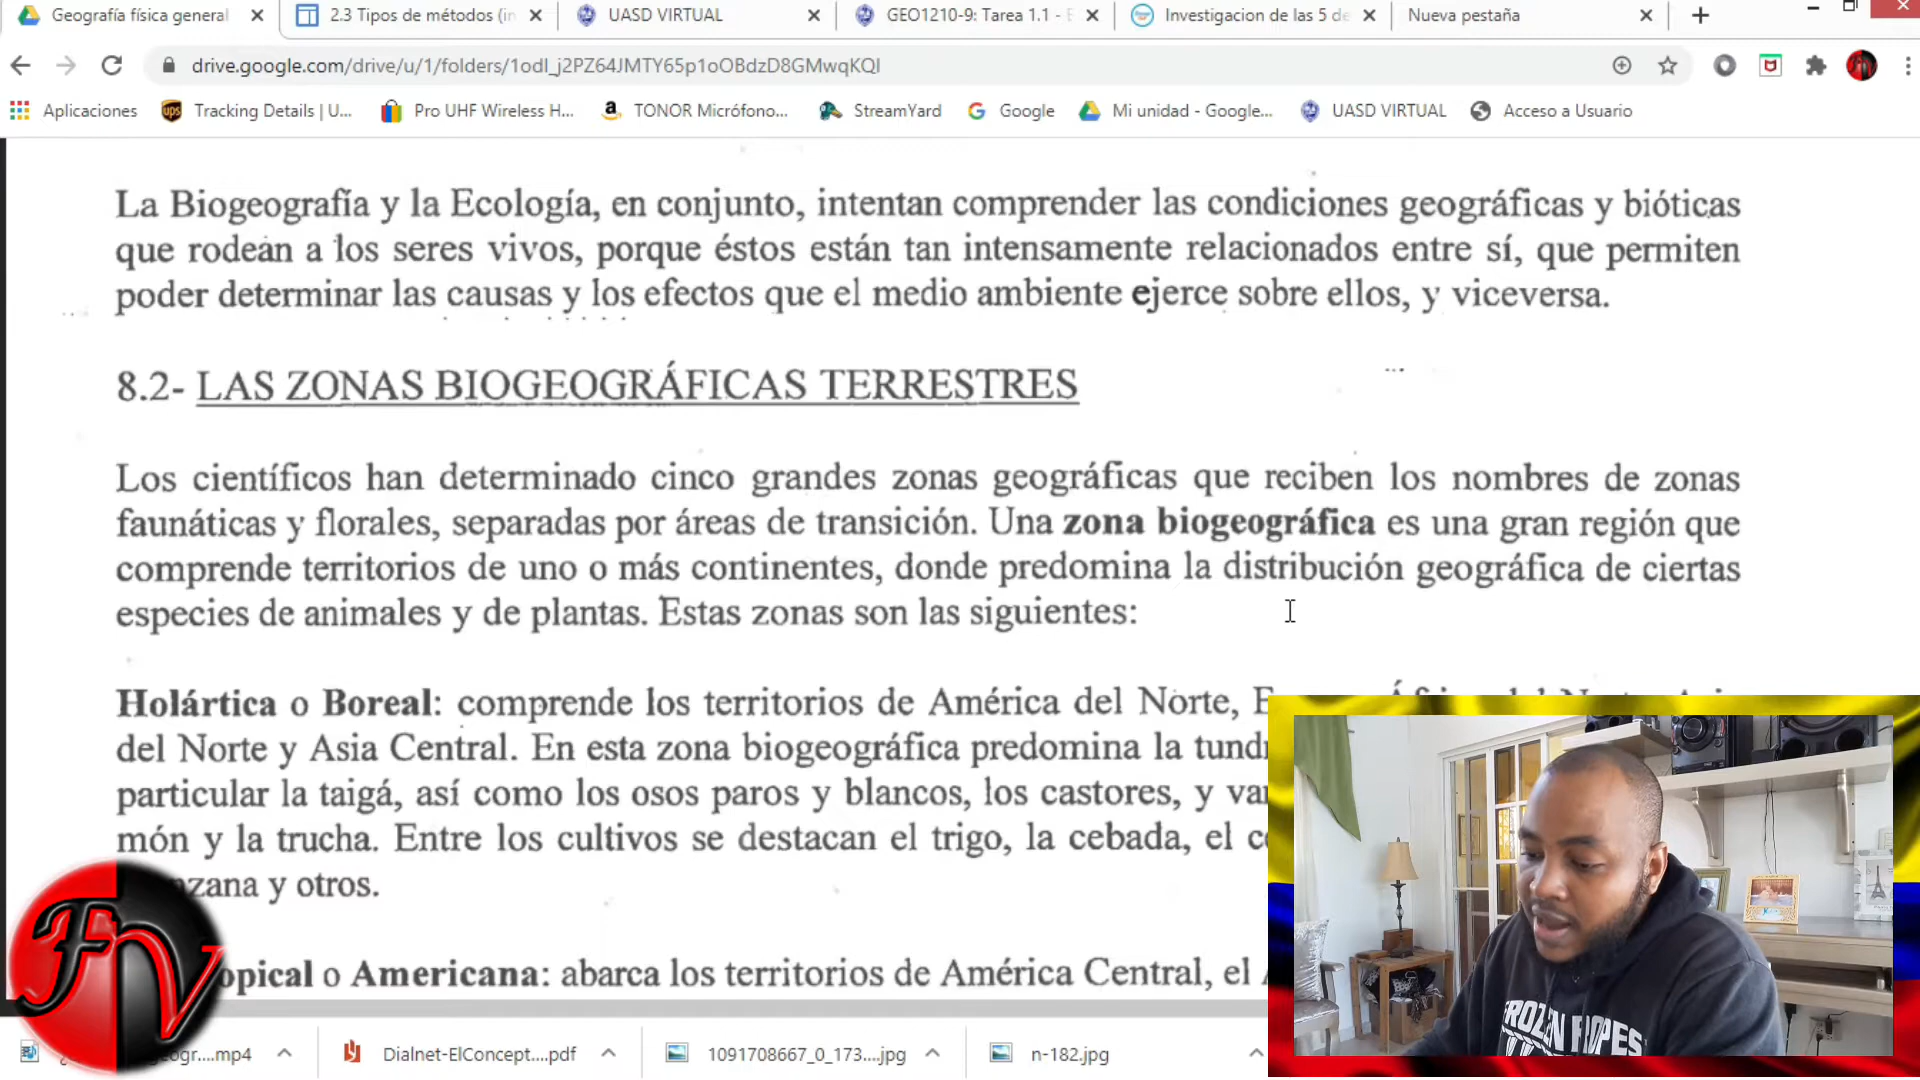 Geografía física general
2.3 Tipos de métodos (in
UASD VIRTUAL
GEO1210-9: Tarea 1.1 -
Investigacion de las 5 de
Nueva pestaña
drive.google.com/drive/u/1/folders/1odl_j2PZ64JMTY65p1oOBdzD8GMwqKQl
Aplicaciones
ups
Tracking Details | U...
Pro UHF Wireless H...
TONOR Micrófono...
StreamYard
Google
Mi unidad - Google...
UASD VIRTUAL
Acceso a Usuario
La Biogeografía y la Ecología, en conjunto, intentan comprender las condiciones geográficas y bióticas
que rodean a los seres vivos, porque éstos están tan intensamente relacionados entre sí, que permiten
poder determinar las causas y los efectos que el medio ambiente ejerce sobre ellos, y viceversa.
8.2- LAS ZONAS BIOGEOGRÁFICAS TERRESTRES
Los científicos han determinado cinco grandes zonas geográficas que reciben los nombres de zonas
faunáticas y florales, separadas por áreas de transición. Una zona biogeográfica es una gran región que
comprende territorios de uno o más continentes, donde predomina la distribución geográfica de ciertas
especies de animales y de plantas. Estas zonas son las siguientes:
Holártica o Boreal: comprende los territorios de América del Norte,
del Norte y Asia Central. En esta zona biogeográfica predomina la tund
particular la taigá, así como los osos paros y blancos, los castores, y va
món y la trucha. Entre los cultivos se destacan el trigo, la cebada, el
nzana y otros.
opical o Americana: abarca los territorios de América Central, el
FV
ogr....mp4
Dialnet-ElConcept....pdf
1091708667_0_173....jpg
n-182.jpg